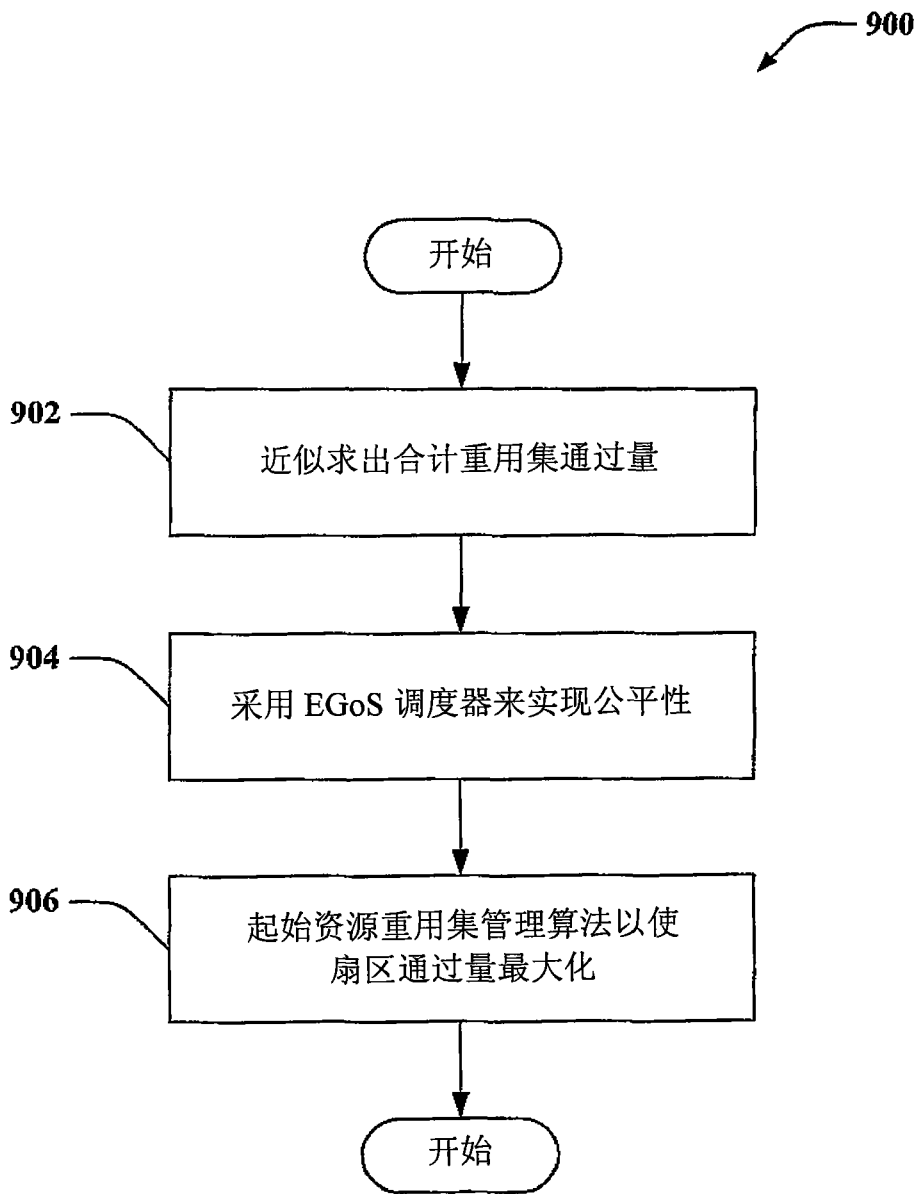 900
开始
902
近似求出合计重用集通过量
904
采用 EGoS 调度器来实现公平性
906
起始资源重用集管理算法以使
扇区通过量最大化
开始